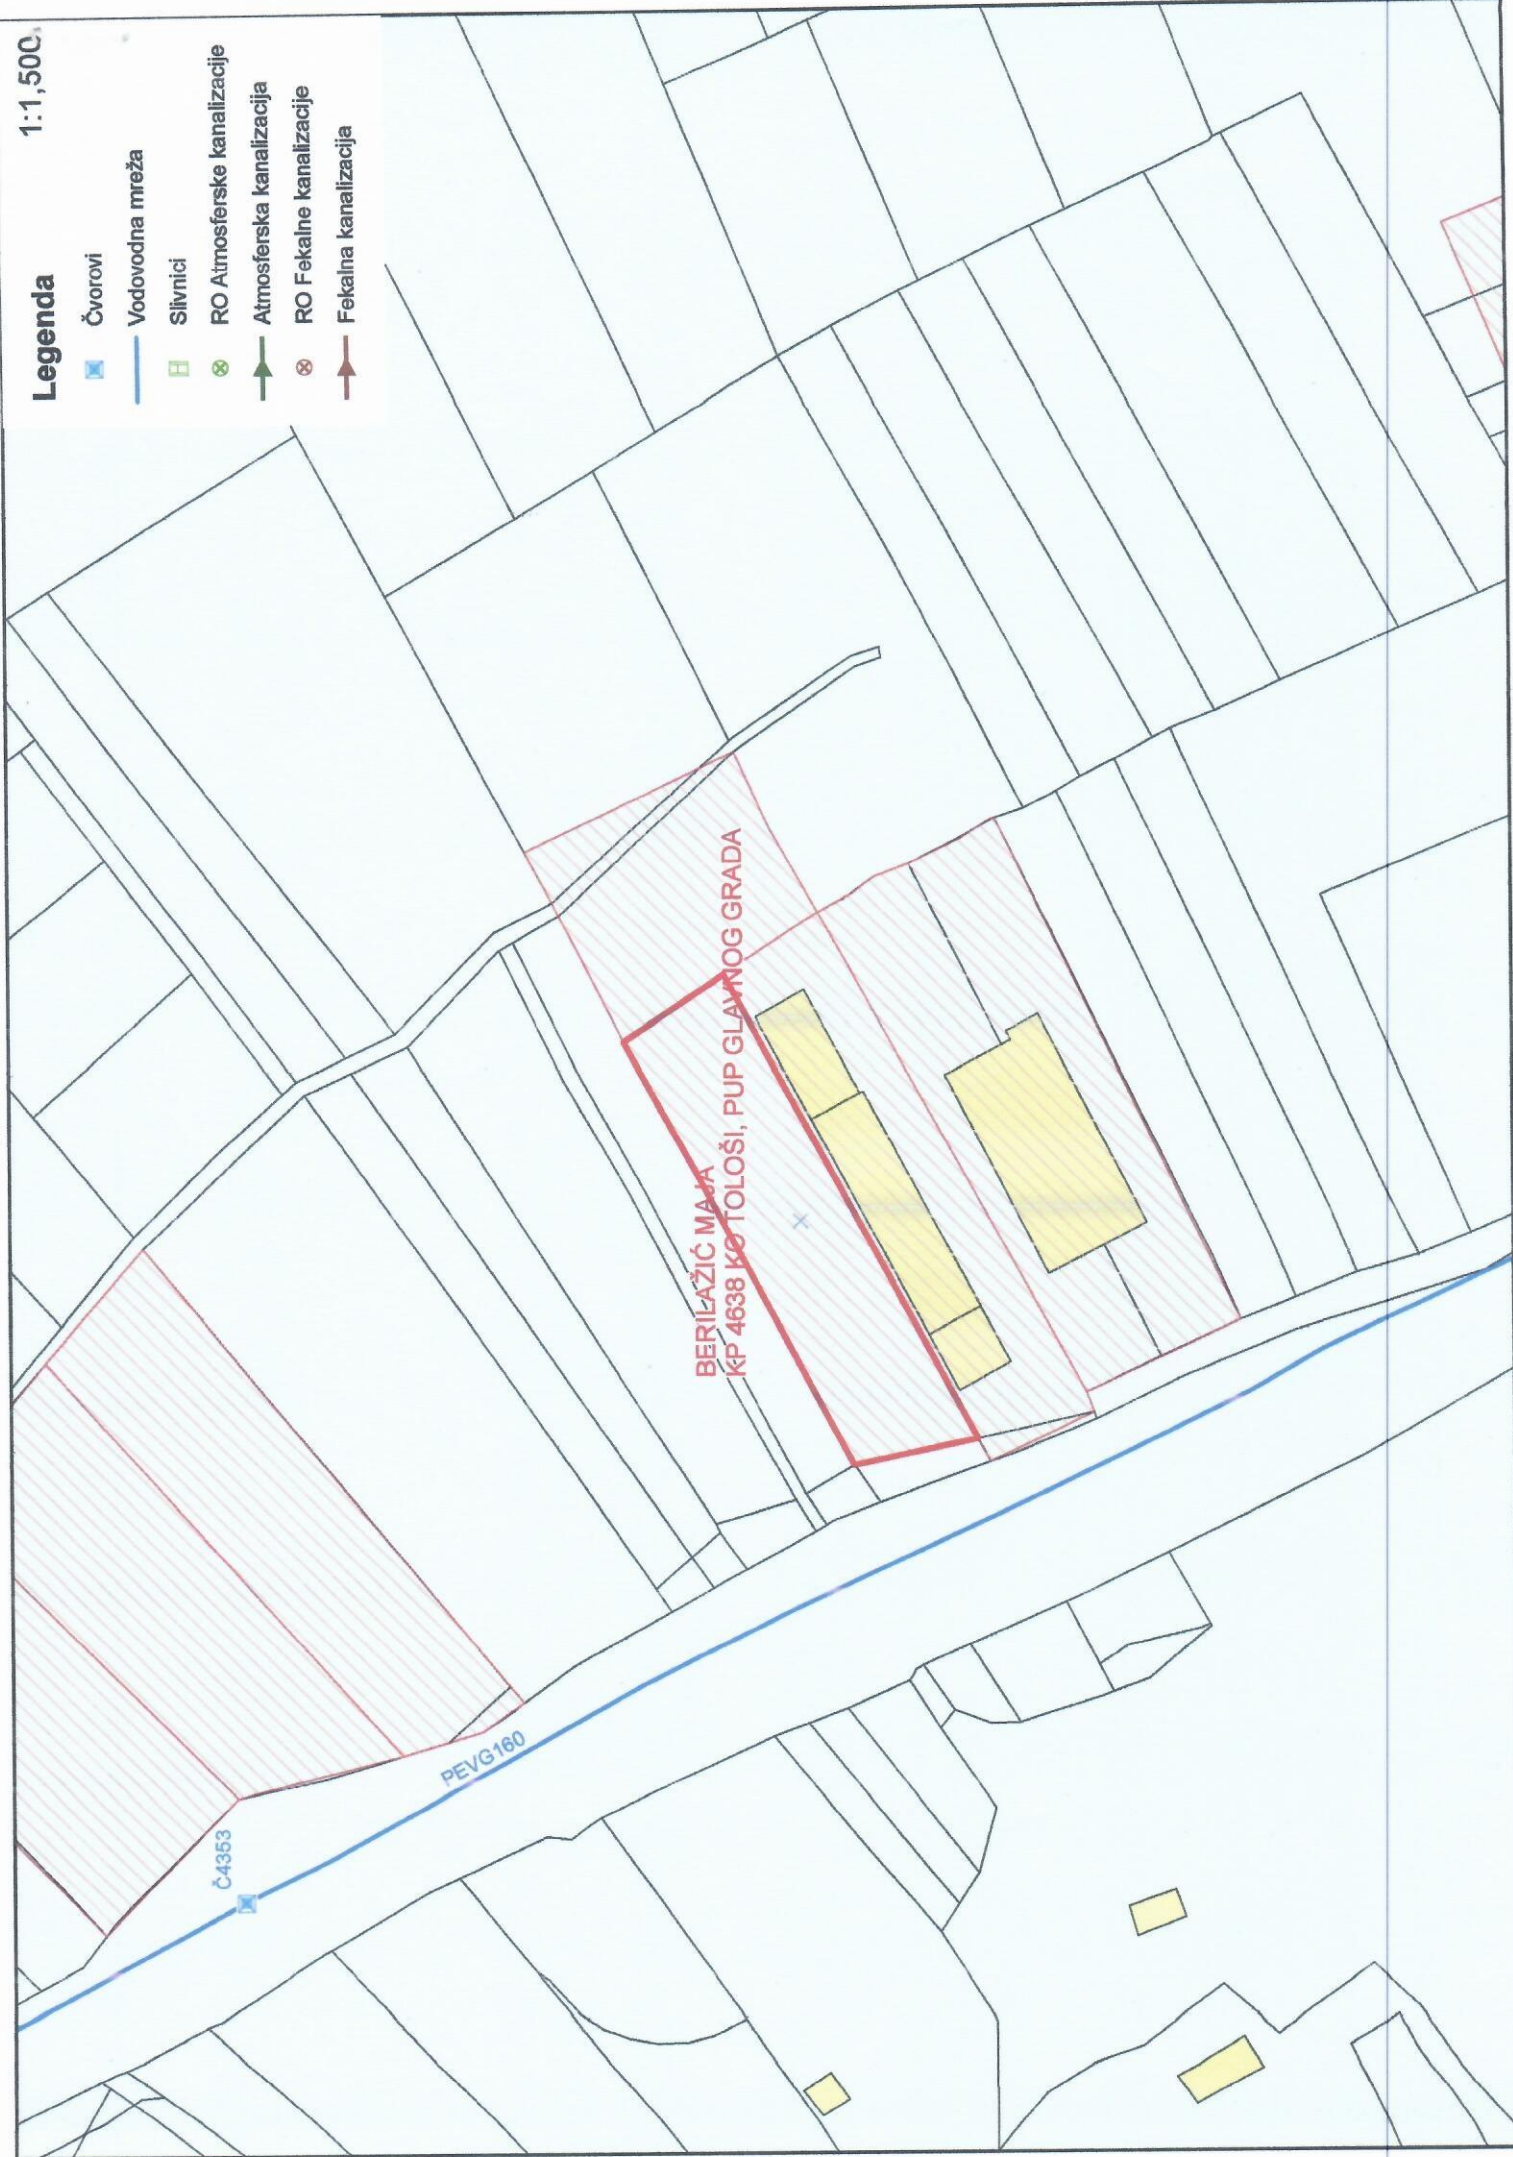 Legenda
1:1,500
Čvorovi
Vodovodna mreža
Slivnici
RO Atmosferske kanalizacije
Atmosferska kanalizacija
RO Fekalne kanalizacije
Fekalna kanalizacija
BERILAŽIĆ MAJA
KP 4638 KO TOLOŠI, PUP GLAVNOG GRADA
PEVG160
Č4353